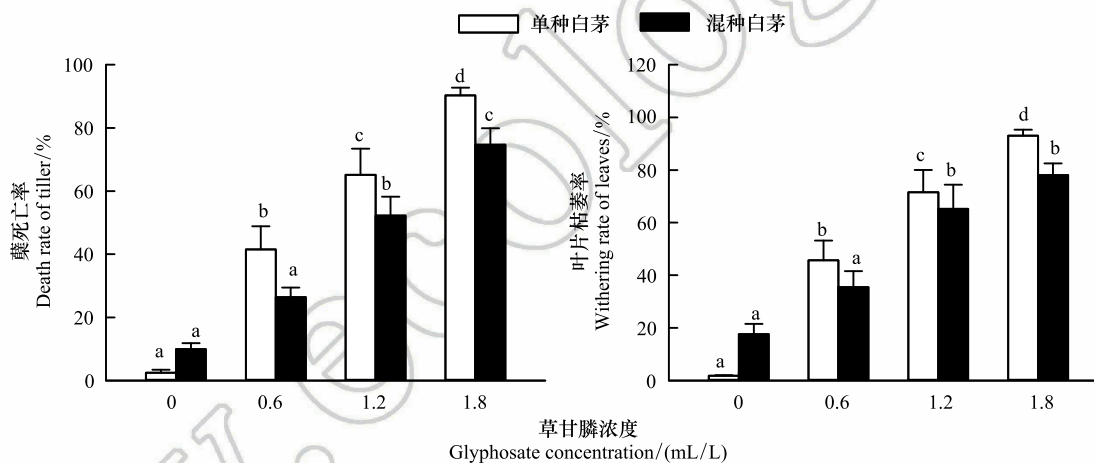 单种白茅 混种白茅
蘖死亡率
Death rate of tiller/%
100
80
60
40
20
0
a a b a c b d c
0 0.6 1.2 1.8
叶片枯萎率
Withering rate of leaves/%
120
100
80
60
40
20
0
a a b a c b d b
0 0.6 1.2 1.8
草甘膦浓度
Glyphosate concentration/(mL/L)